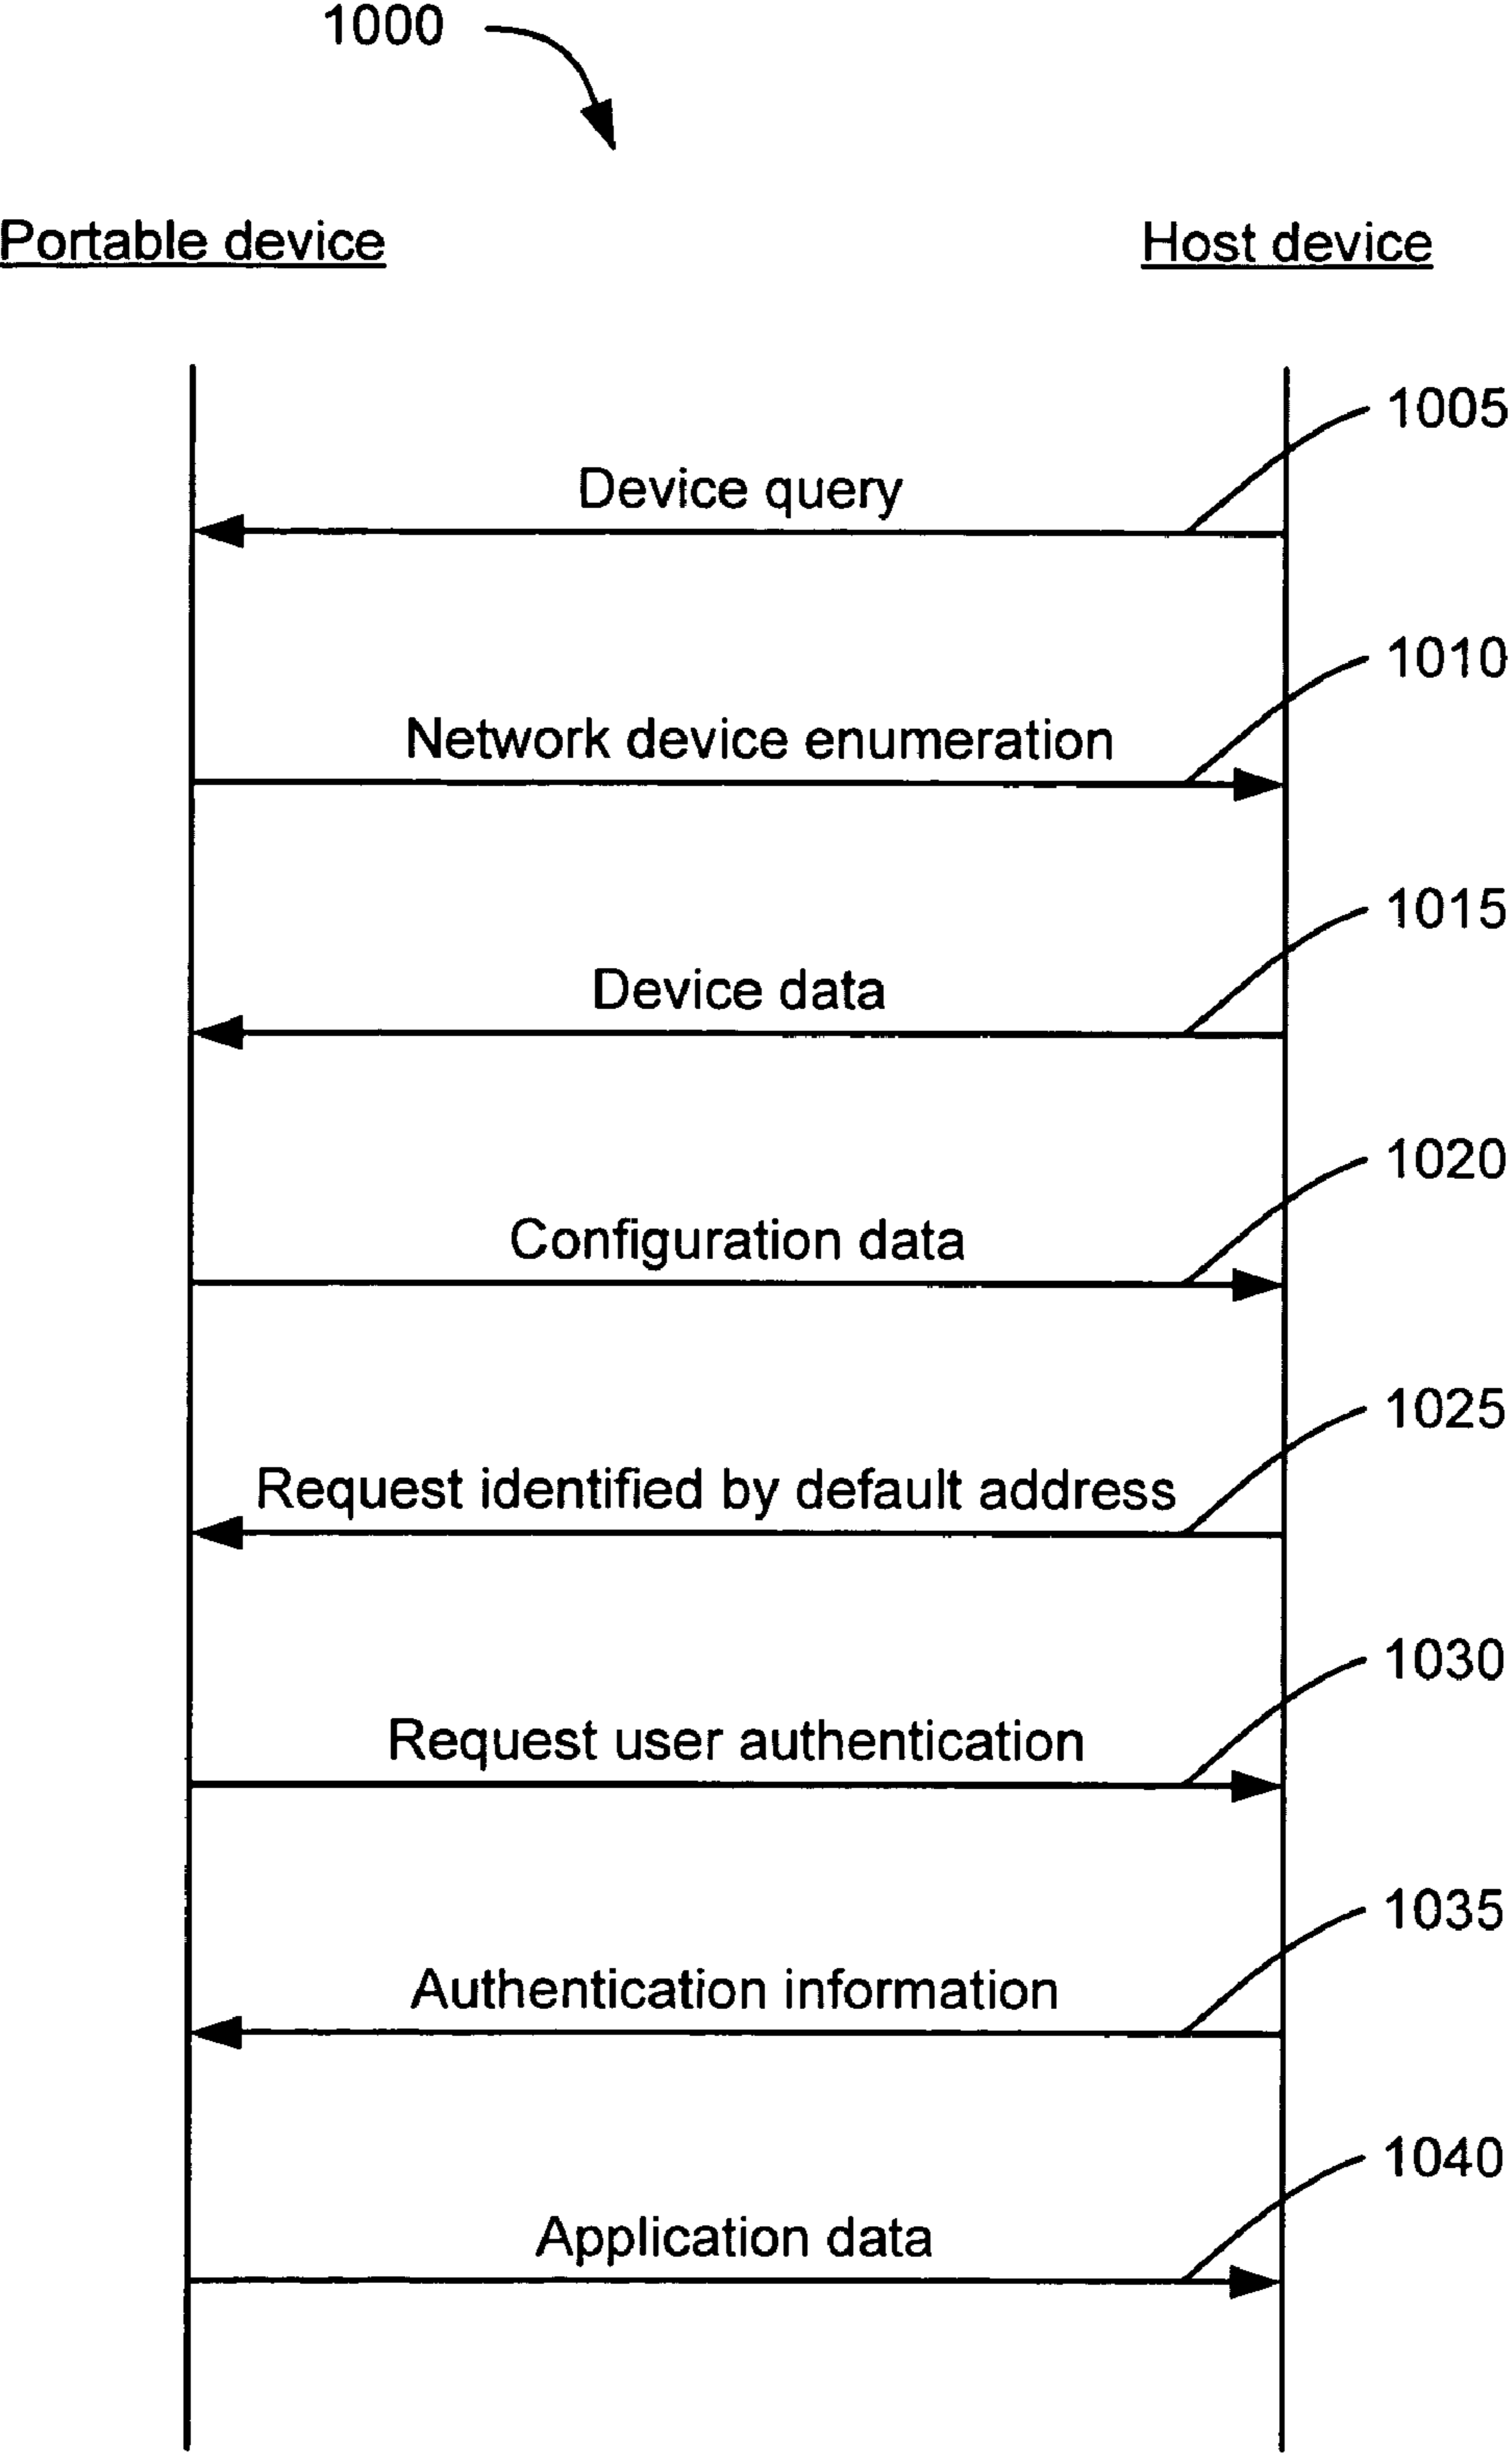 1000
Portable device
Host device
1005
Device query
1010
Network device enumeration
1015
Device data
1020
Configuration data
1025
Request identified by default address
1030
Request user authentication
1035
Authentication information
1040
Application data